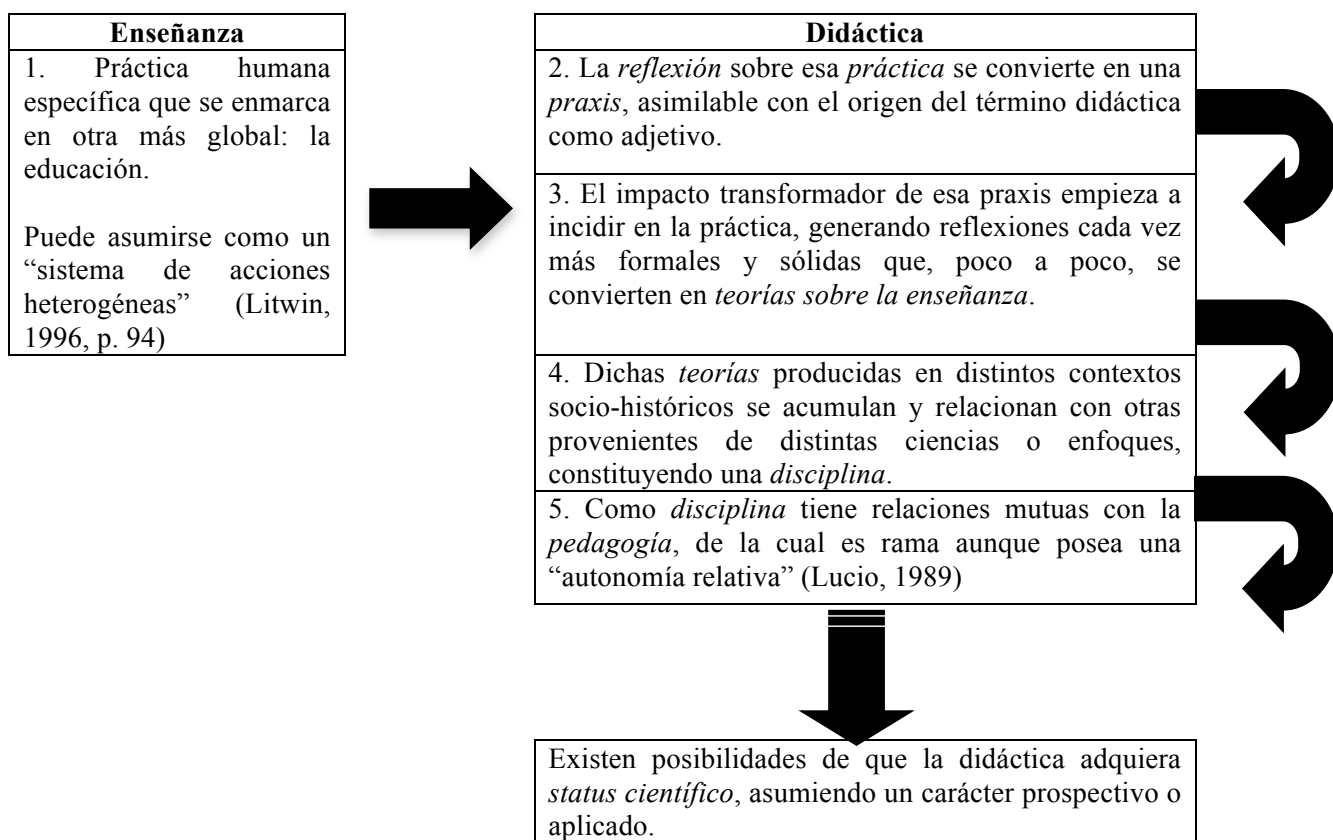 Enseñanza
1. Práctica humana
específica que se enmarca
en otra más global: la
educación.
Puede asumirse como un
“sistema de acciones
heterogéneas” (Litwin,
1996, p. 94)
Didáctica
2. La reflexión sobre esa práctica se convierte en una
praxis, asimilable con el origen del término didáctica
como adjetivo.
3. El impacto transformador de esa praxis empieza a
incidir en la práctica, generando reflexiones cada vez
más formales y sólidas que, poco a poco, se
convierten en teorías sobre la enseñanza.
4. Dichas teorías producidas en distintos contextos
socio-históricos se acumulan y relacionan con otras
provenientes de distintas ciencias o enfoques,
constituyendo una disciplina.
5. Como disciplina tiene relaciones mutuas con la
pedagogía, de la cual es rama aunque posea una
“autonomía relativa” (Lucio, 1989)
Existen posibilidades de que la didáctica adquiera
status científico, asumiendo un carácter prospectivo o
aplicado.